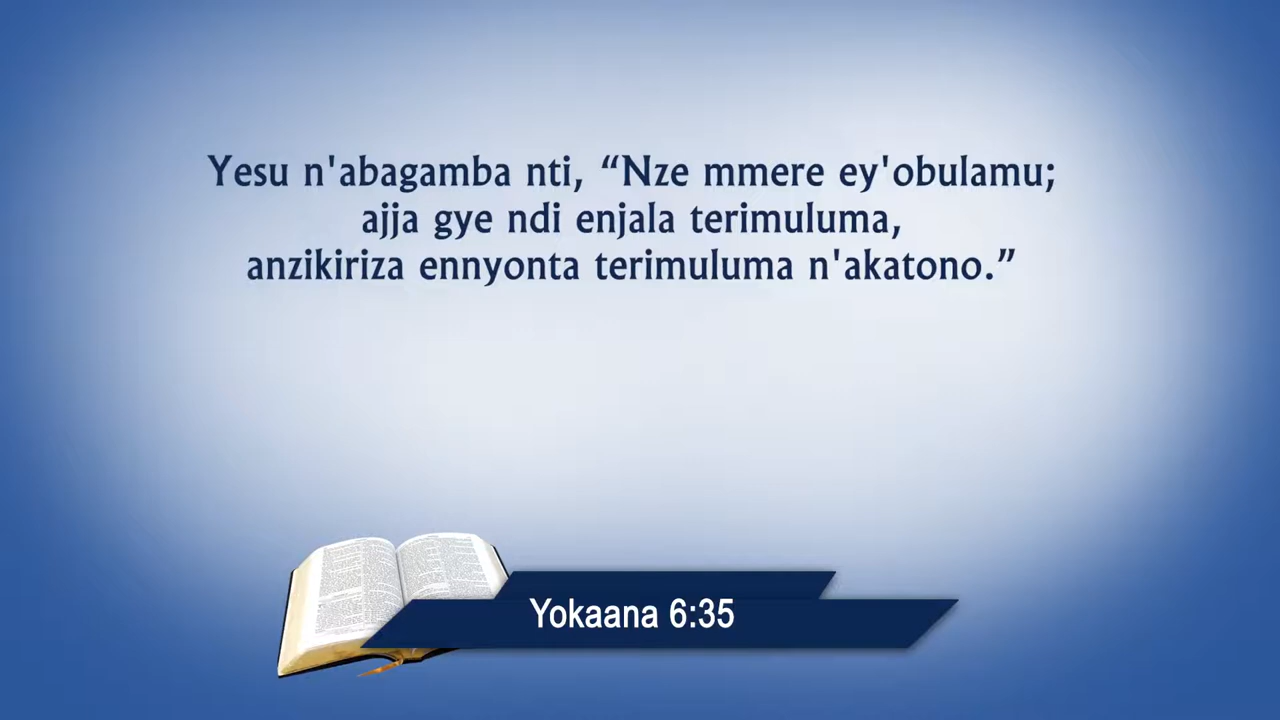 Yesu n'abagamba nti, “Nze mmere ey'obulamu;
ajja gye ndi enjala terimuluma,
anzikiriza ennyonta terimuluma n'akatono.”
Yokaana 6:35